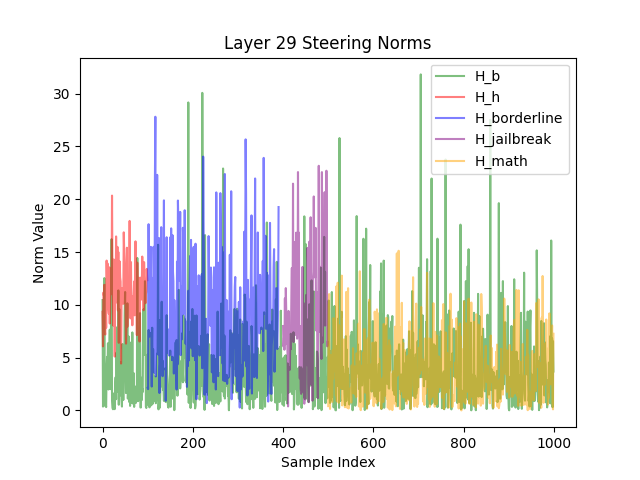 Layer 29 Steering Norms
Norm Value
30
25
20
15
10
5
0
H_b
H_h
H_borderline
H_jailbreak
H_math
0
200
400
600
800
1000
Sample Index